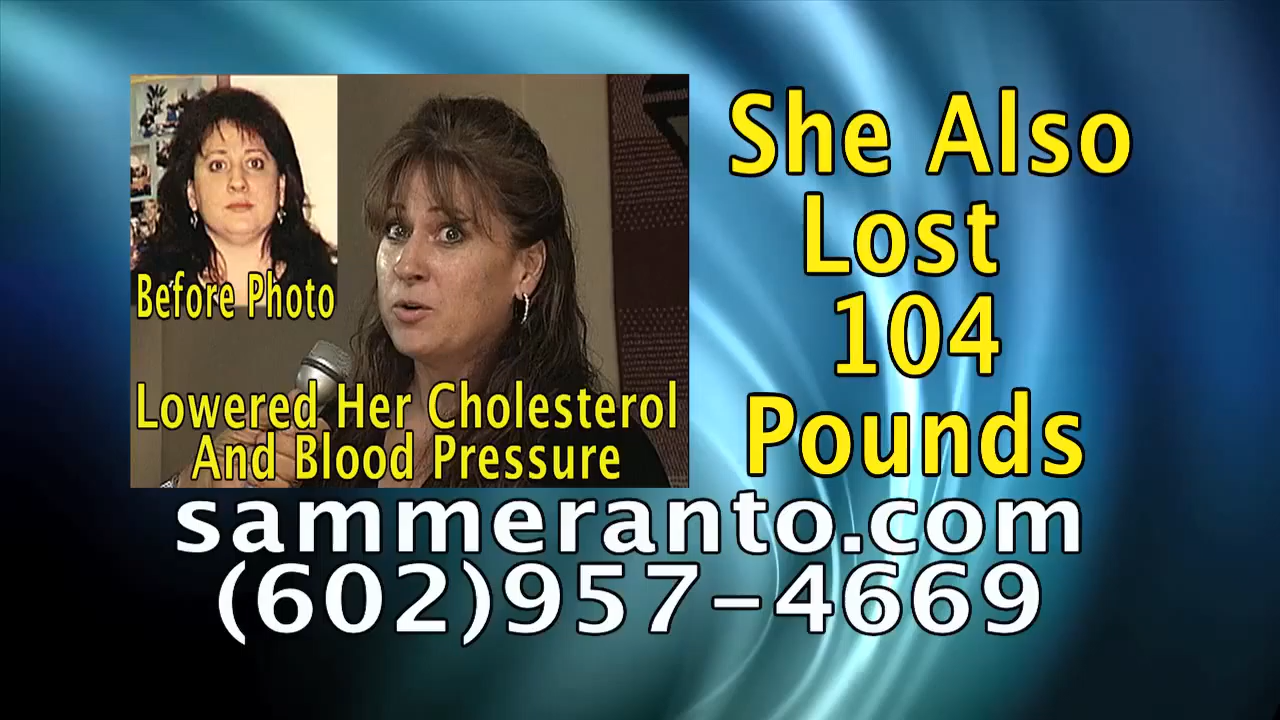 Before Photo
Lowered Her Cholesterol
And Blood Pressure
She Also
Lost
104
Pounds
sammeranto.com
(602)957-4669